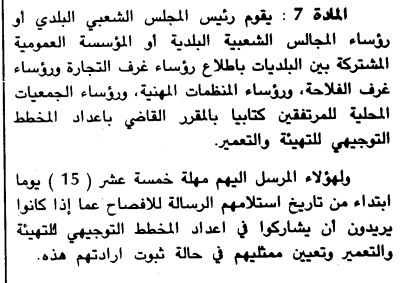 المادة 7 : يقوم رئيس المجلس الشعبي البلدي أو
رؤساء المجالس الشعبية البلدية أو المؤسسة العمومية
المشتركة بين البلديات باطلاع رؤساء غرف التجارة ورؤساء
غرف الفلاحة، ورؤساء المنظمات المهنية، ورؤساء الجمعيات
المحلية للمرتفقين كتابيا بالمقرر القاضي باعداد المخطط
التوجيهي للتهيئة والتعمير.
ولهؤلاء المرسل اليهم مهلة خمسة عشر ( 15 ) يوما
ابتداء من تاريخ استلامهم الرسالة للافصاح عما إذا كانوا
يريدون أن يشاركوا في اعداد المخطط التوجيهي للتهيئة
والتعمير وتعيين ممثليهم في حالة ثبوت ارادتهم هذه.